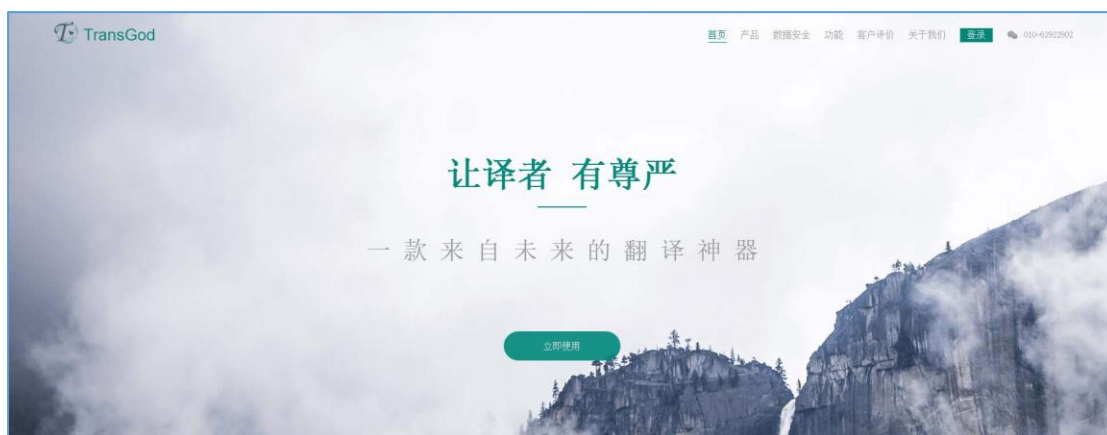 TransGod
首页 产品 数据安全 功能 客户评价 关于我们 登录 010-62922902
让译者 有尊严
一款来自未来的翻译神器
立即使用